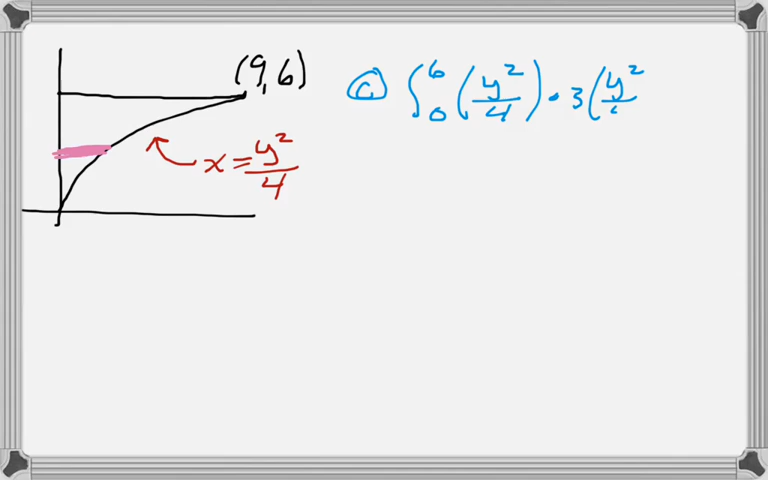 (9,6)
x = y²/4
c) ∫₀⁶ (y²/4) · 3(y²/